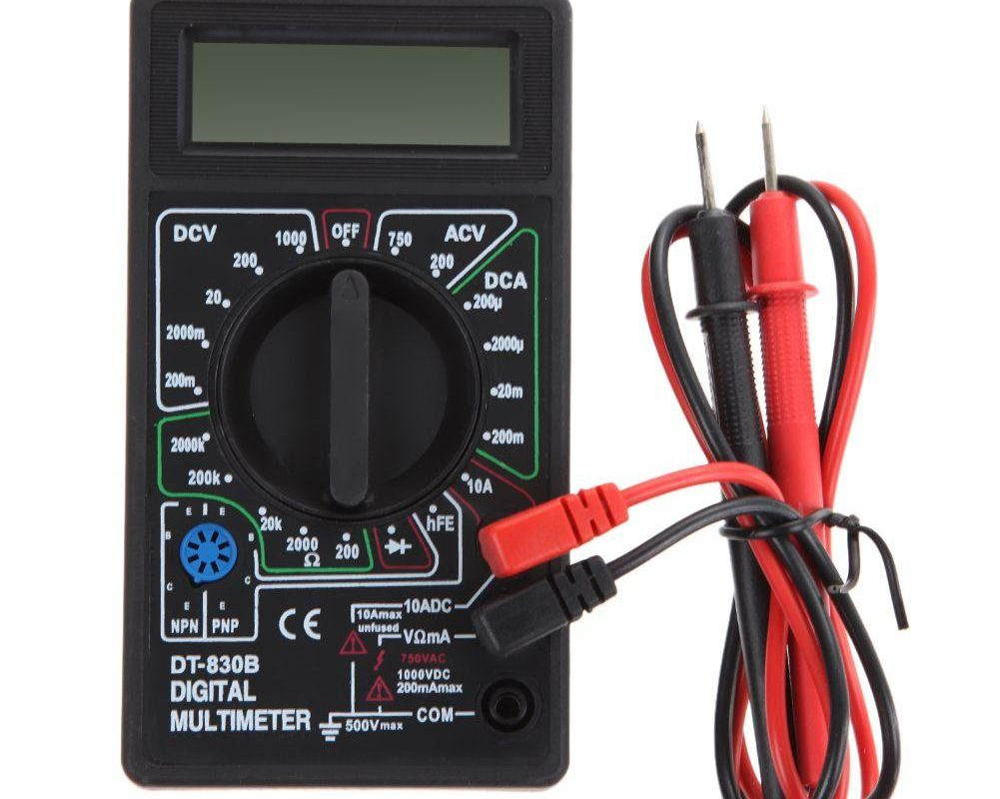 DCV
1000
OFF
750
ACV
200
200
DCA
20
200µ
2000m
2000µ
200m
20m
2000k
200m
200k
10A
20k
2000
Ω
200
hFE
E E
B
B
C
C
E E
NPN PNP
CE
10Amax
unfused
10ADC
VΩmA
750VAC
1000VDC
200mAmax
DT-830B
DIGITAL
MULTIMETER
500Vmax
COM